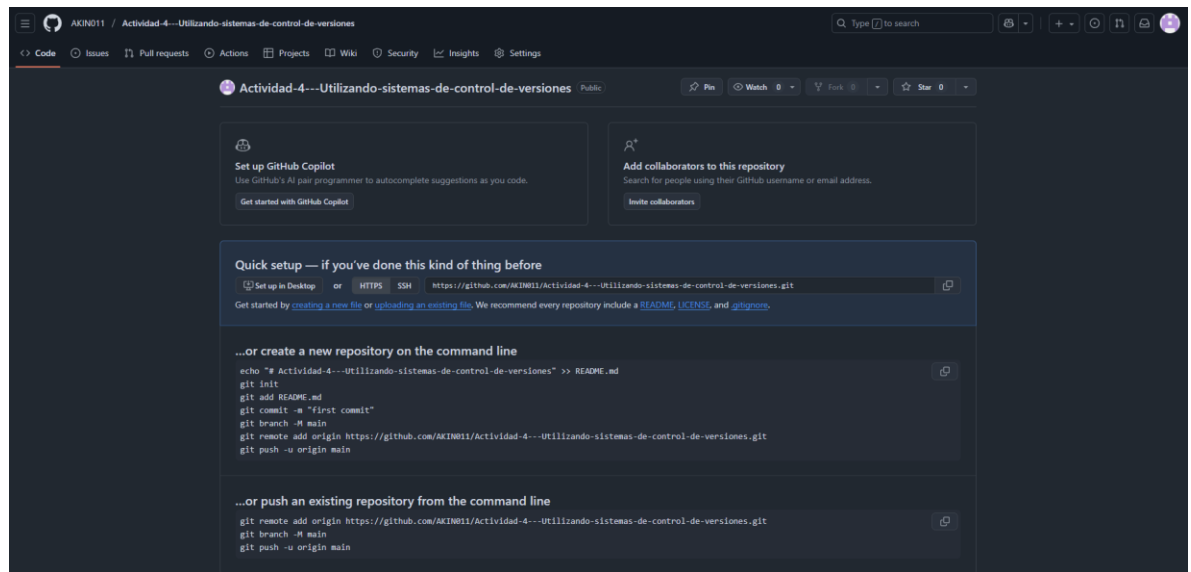 AKIN011 / Actividad-4---Utilizando-sistemas-de-control-de-versiones
Type / to search
Code Issues Pull requests Actions Projects Wiki Security Insights Settings
Actividad-4---Utilizando-sistemas-de-control-de-versiones Public
Pin Watch 0 Fork 0 Star 0
Set up GitHub Copilot
Use GitHub's AI pair programmer to autocomplete suggestions as you code.
Get started with GitHub Copilot
Add collaborators to this repository
Search for people using their GitHub username or email address.
Invite collaborators
Quick setup — if you've done this kind of thing before
Set up in Desktop or HTTPS SSH https://github.com/AKIN011/Actividad-4---Utilizando-sistemas-de-control-de-versiones.git
Get started by creating a new file or uploading an existing file. We recommend every repository include a README, LICENSE, and .gitignore.
...or create a new repository on the command line
echo "# Actividad-4---Utilizando-sistemas-de-control-de-versiones" >> README.md
git init
git add README.md
git commit -m "first commit"
git branch -M main
git remote add origin https://github.com/AKIN011/Actividad-4---Utilizando-sistemas-de-control-de-versiones.git
git push -u origin main
...or push an existing repository from the command line
git remote add origin https://github.com/AKIN011/Actividad-4---Utilizando-sistemas-de-control-de-versiones.git
git branch -M main
git push -u origin main